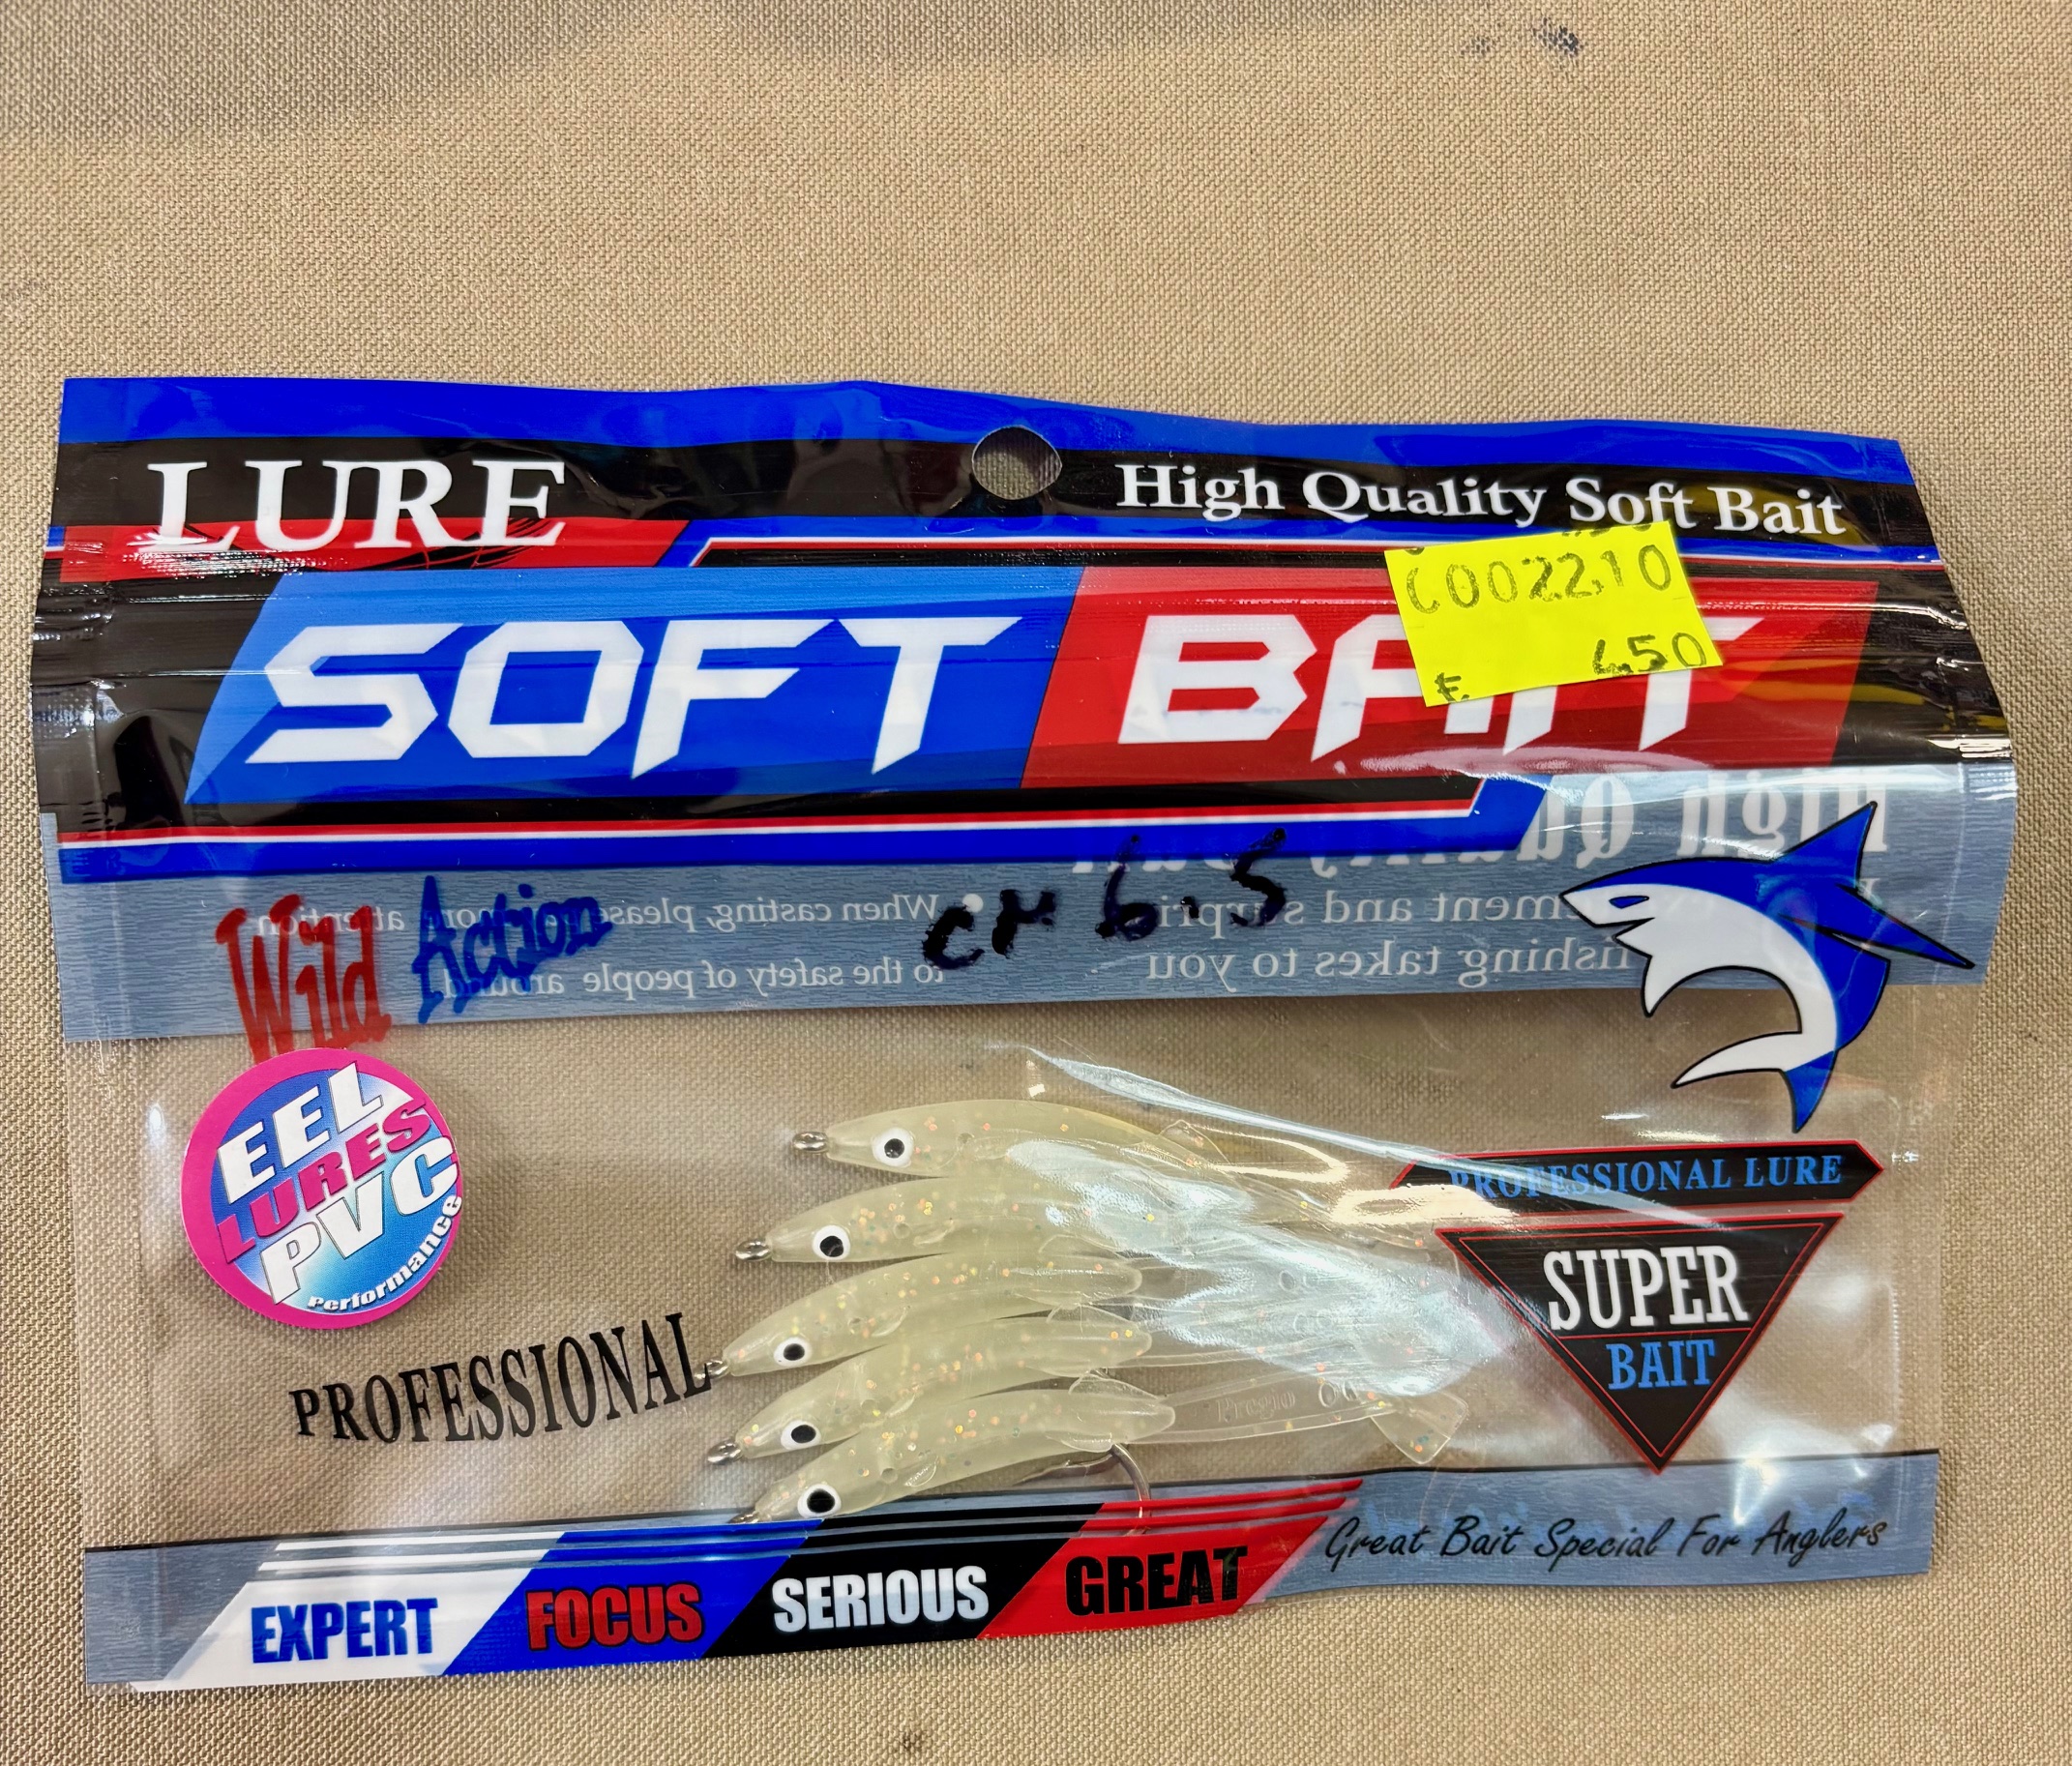 LURE
High Quality Soft Bait
C002210
€ 4,50
SOFT BAIT
High Quality
When casting, please
to the safety of people around
fishing takes to you
Wild Action
CM 6.5
EEL
LURES
PVC
Performance
PROFESSIONAL
PROFESSIONAL LURE
SUPER
BAIT
EXPERT FOCUS SERIOUS GREAT
Great Bait Special For Anglers